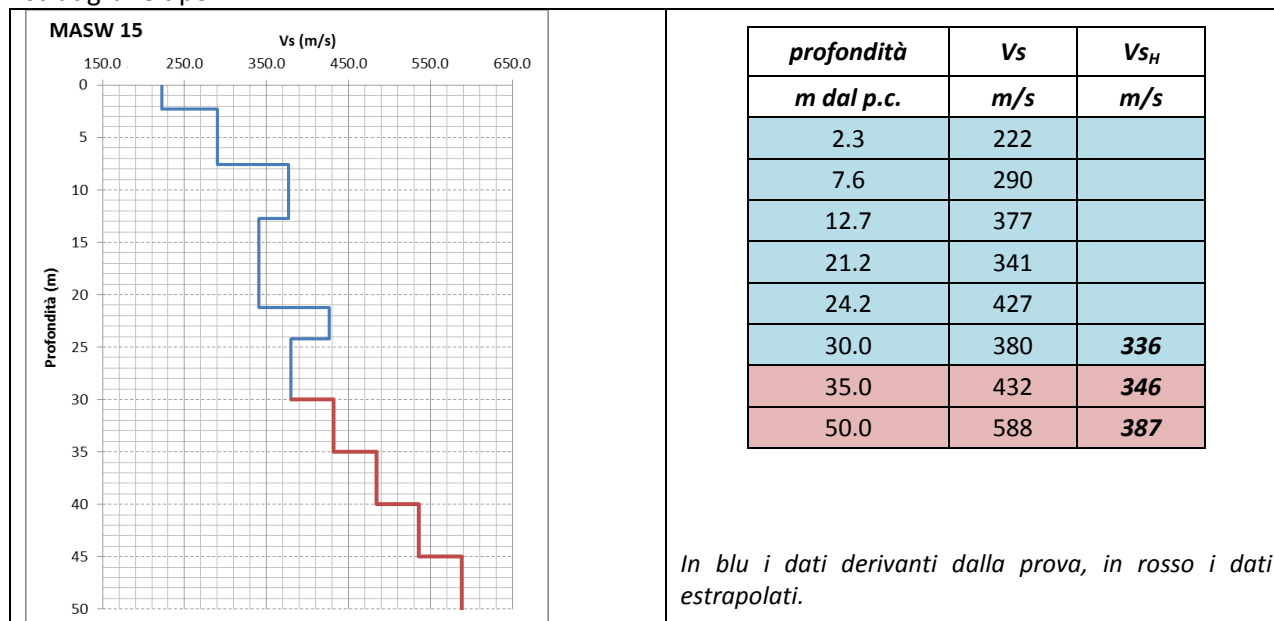 MASW 15
Vs (m/s)
150.0 250.0 350.0 450.0 550.0 650.0
Profondità (m)
0
5
10
15
20
25
30
35
40
45
50
profondità Vs VsH
m dal p.c. m/s m/s
2.3 222
7.6 290
12.7 377
21.2 341
24.2 427
30.0 380 336
35.0 432 346
50.0 588 387
In blu i dati derivanti dalla prova, in rosso i dati
estrapolati.